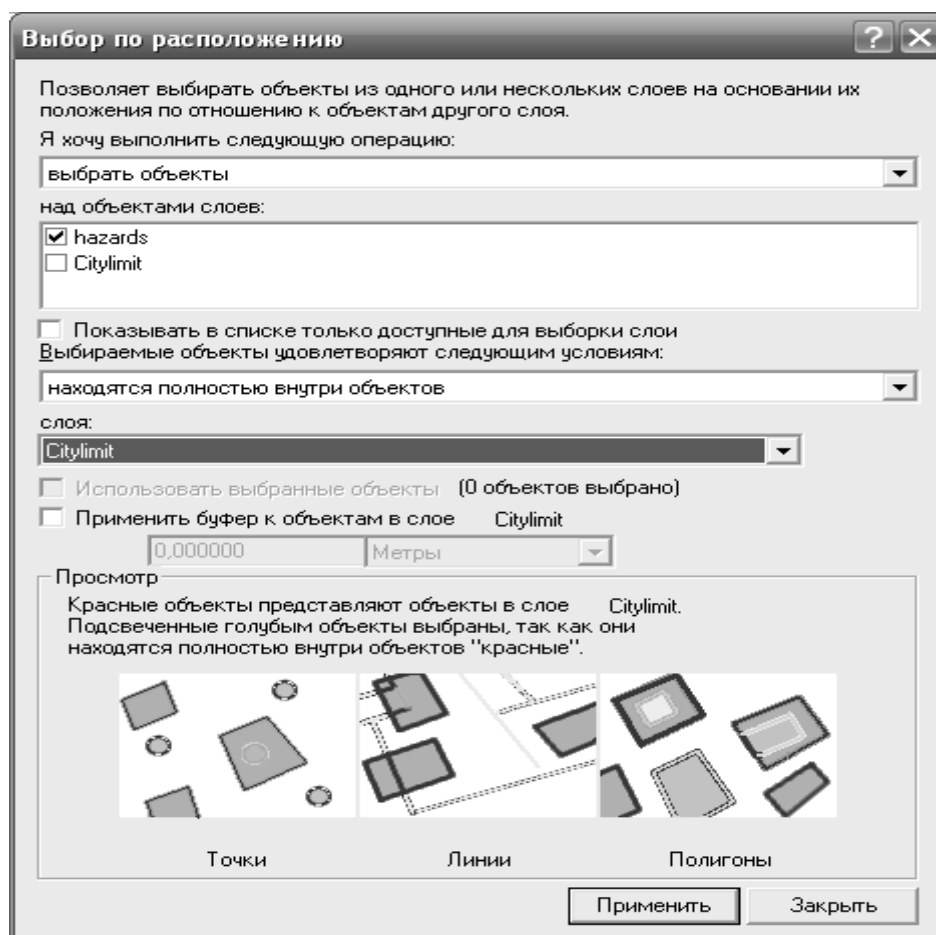 Выбор по расположению
Позволяет выбирать объекты из одного или нескольких слоев на основании их
положения по отношению к объектам другого слоя.
Я хочу выполнить следующую операцию:
выбрать объекты
над объектами слоев:
hazards
Citylimit
Показывать в списке только доступные для выборки слои
Выбираемые объекты удовлетворяют следующим условиям:
находятся полностью внутри объектов
слоя:
Citylimit
Использовать выбранные объекты (0 объектов выбрано)
Применить буфер к объектам в слое Citylimit
0,000000 Метры
Просмотр
Красные объекты представляют объекты в слое Citylimit.
Подсвеченные голубым объекты выбраны, так как они
находятся полностью внутри объектов "красные".
Точки Линии Полигоны
Применить Закрыть